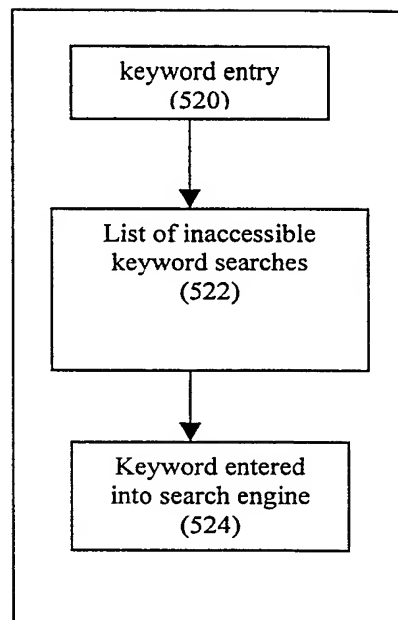 keyword entry
(520)
List of inaccessible
keyword searches
(522)
Keyword entered
into search engine
(524)